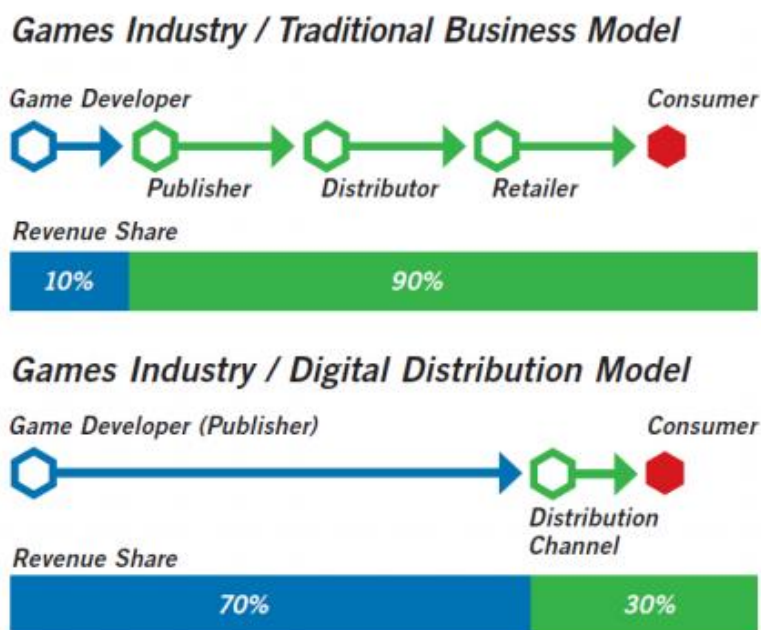 Games Industry / Traditional Business Model
Game Developer
Consumer
Publisher
Distributor
Retailer
Revenue Share
10%
90%
Games Industry / Digital Distribution Model
Game Developer (Publisher)
Consumer
Distribution
Channel
Revenue Share
70%
30%